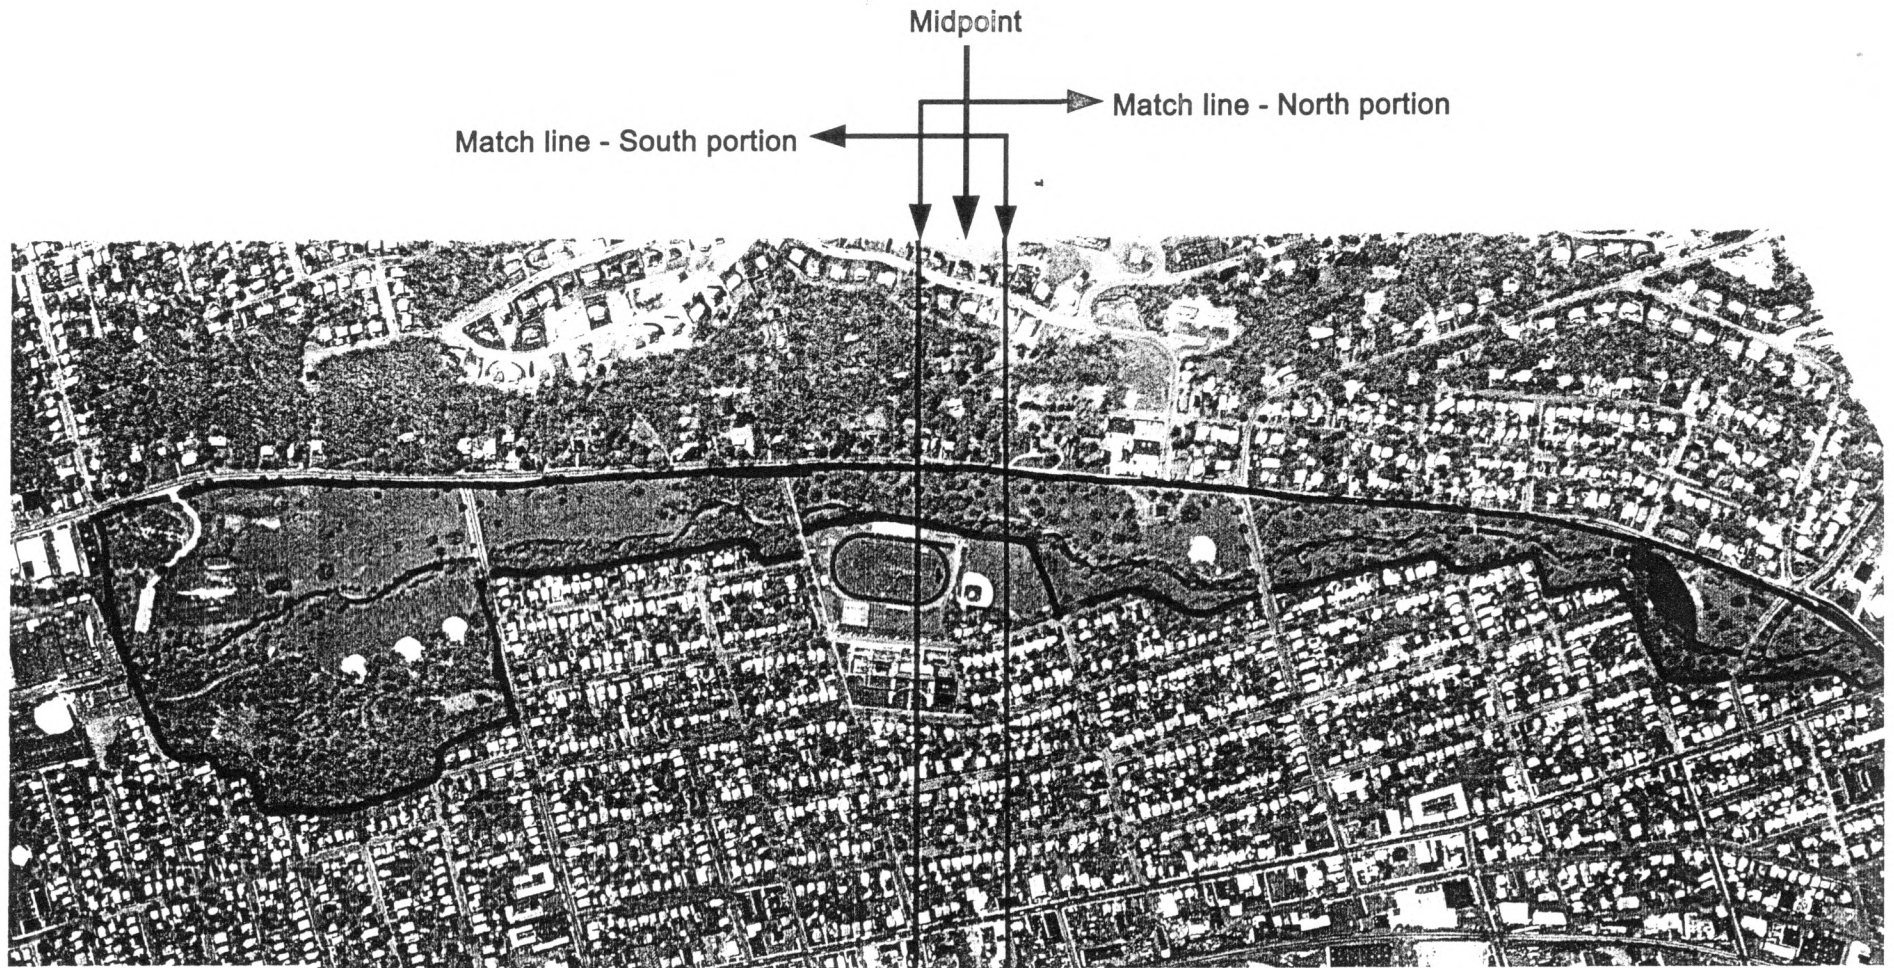 Midpoint
Match line - North portion
Match line - South portion